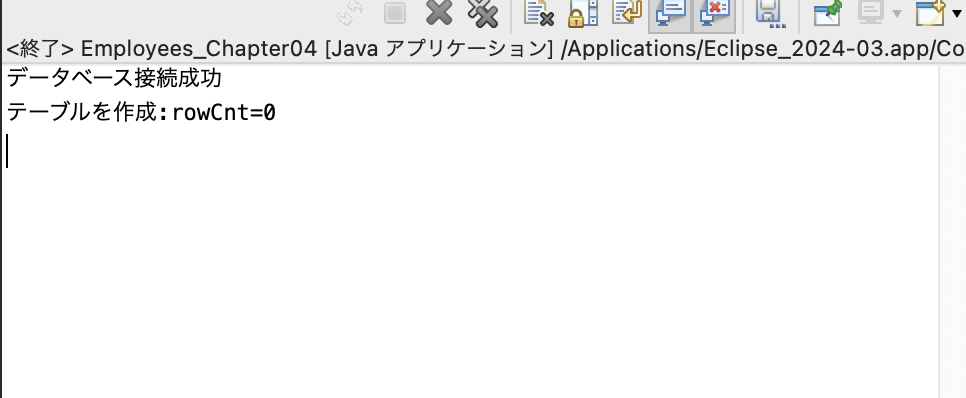 <終了> Employees_Chapter04 [Java アプリケーション] /Applications/Eclipse_2024-03.app/Co
データベース接続成功
テーブルを作成:rowCnt=0